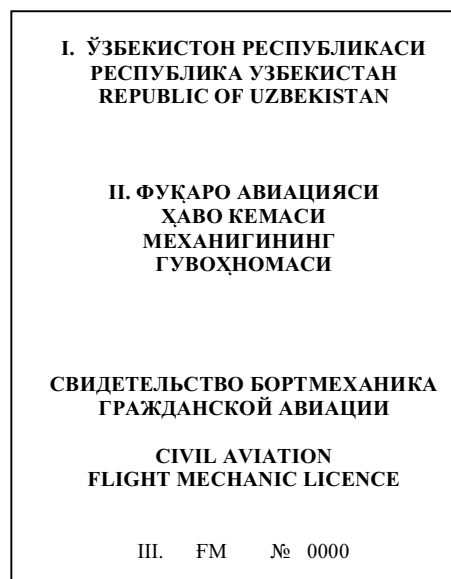 I. ЎЗБЕКИСТОН РЕСПУБЛИКАСИ
РЕСПУБЛИКА УЗБЕКИСТАН
REPUBLIC OF UZBEKISTAN
II. ФУҚАРО АВИАЦИЯСИ
ҲАВО КЕМАСИ
МЕХАНИГИНИНГ
ГУВОҲНОМАСИ
СВИДЕТЕЛЬСТВО БОРТМЕХАНИКА
ГРАЖДАНСКОЙ АВИАЦИИ
CIVIL AVIATION
FLIGHT MECHANIC LICENCE
III. FM № 0000